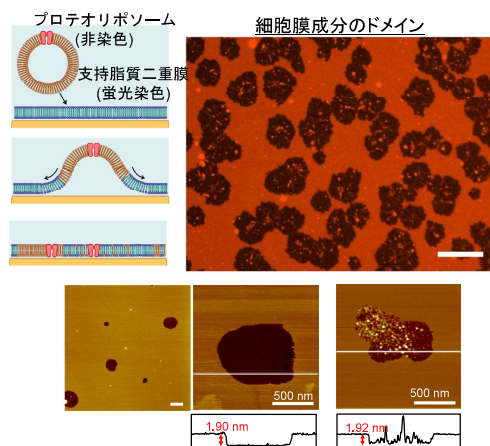 プロテオリポソーム
(非染色)
支持脂質二重膜
(蛍光染色)
細胞膜成分のドメイン
500 nm
500 nm
1.90 nm
1.92 nm